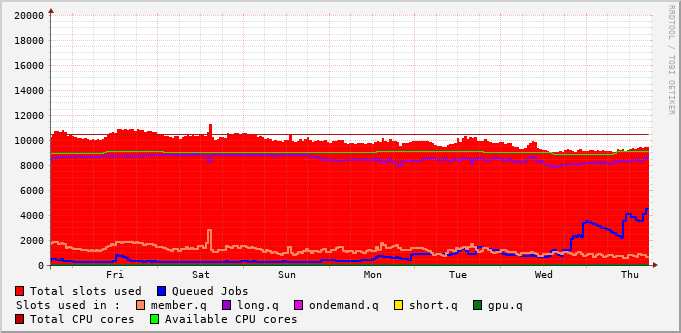 20000
18000
16000
14000
12000
10000
8000
6000
4000
2000
0
Fri Sat Sun Mon Tue Wed Thu
RRDTOOL / TOBI OETIKER
Total slots used Queued Jobs
Slots used in : member.q long.q ondemand.q short.q gpu.q
Total CPU cores Available CPU cores